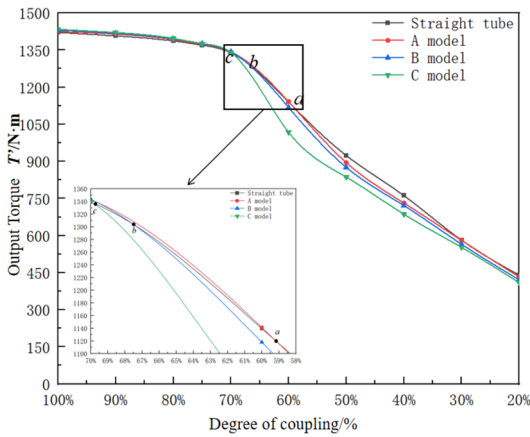 1500
1350
1200
1050
900
750
600
450
300
150
0
Output Torque T'/N·m
Straight tube
A model
B model
C model
c
b
a
1360
1340
1320
1300
1280
1260
1240
1220
1200
1180
1160
1140
1120
1100
Straight tube
A model
B model
C model
c
b
a
70% 69% 68% 67% 66% 65% 64% 63% 62% 61% 60% 59% 58%
100% 90% 80% 70% 60% 50% 40% 30% 20%
Degree of coupling/%